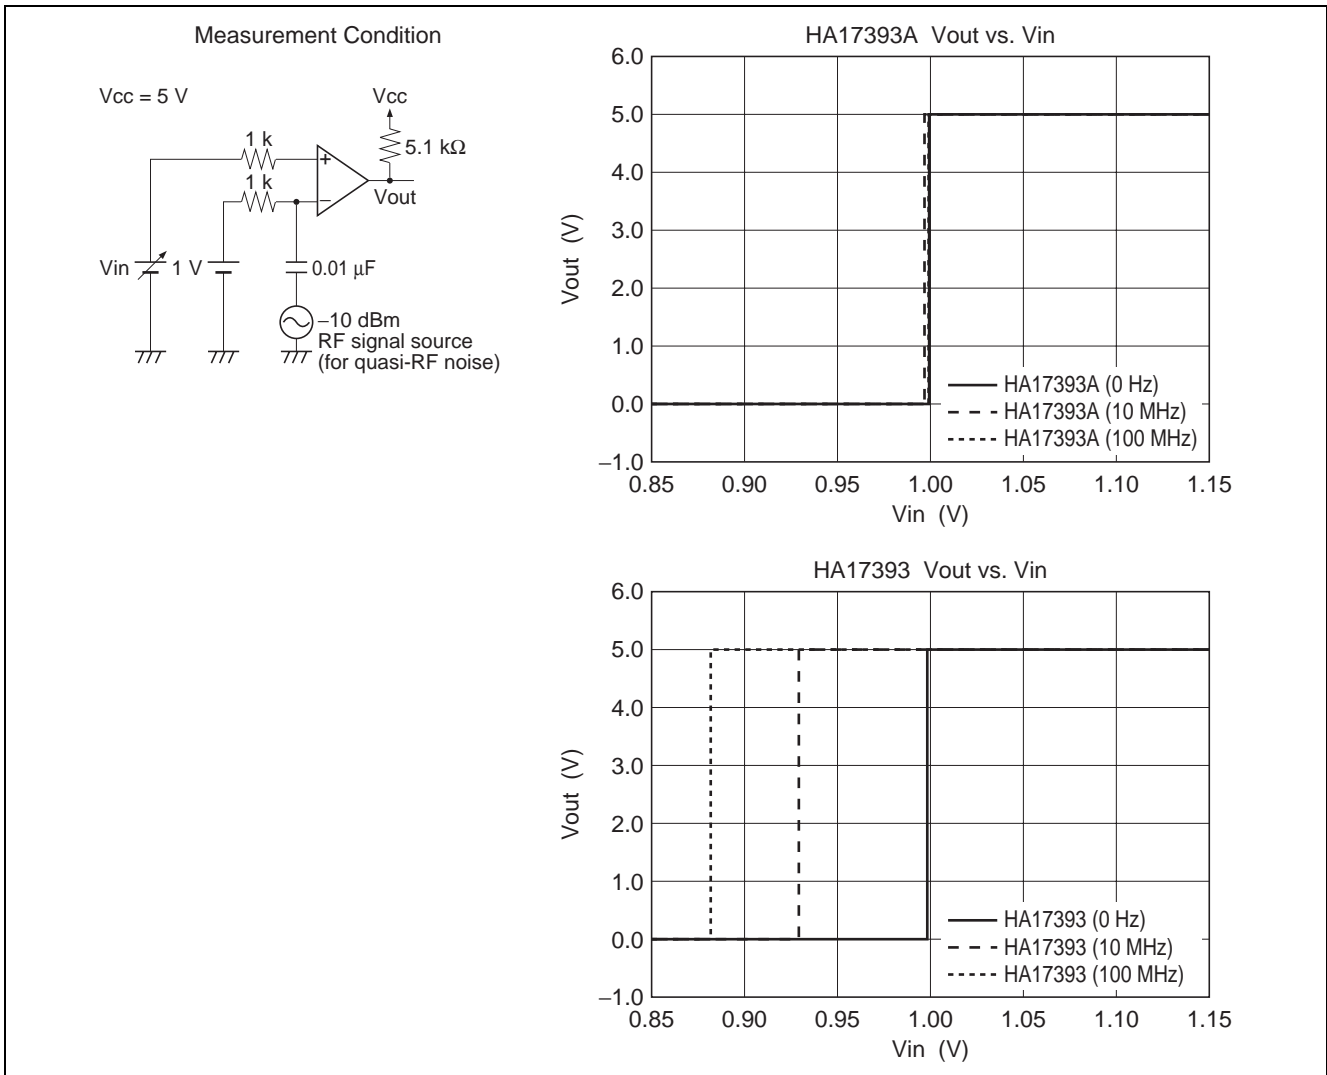 Measurement Condition
Vcc = 5 V
Vcc
1 k
5.1 kΩ
+
1 k
−
Vout
Vin
1 V
0.01 μF
−10 dBm
RF signal source
(for quasi-RF noise)
HA17393A Vout vs. Vin
6.0
5.0
4.0
3.0
2.0
1.0
0.0
−1.0
Vout (V)
HA17393A (0 Hz)
HA17393A (10 MHz)
HA17393A (100 MHz)
0.85 0.90 0.95 1.00 1.05 1.10 1.15
Vin (V)
HA17393 Vout vs. Vin
6.0
5.0
4.0
3.0
2.0
1.0
0.0
−1.0
Vout (V)
HA17393 (0 Hz)
HA17393 (10 MHz)
HA17393 (100 MHz)
0.85 0.90 0.95 1.00 1.05 1.10 1.15
Vin (V)